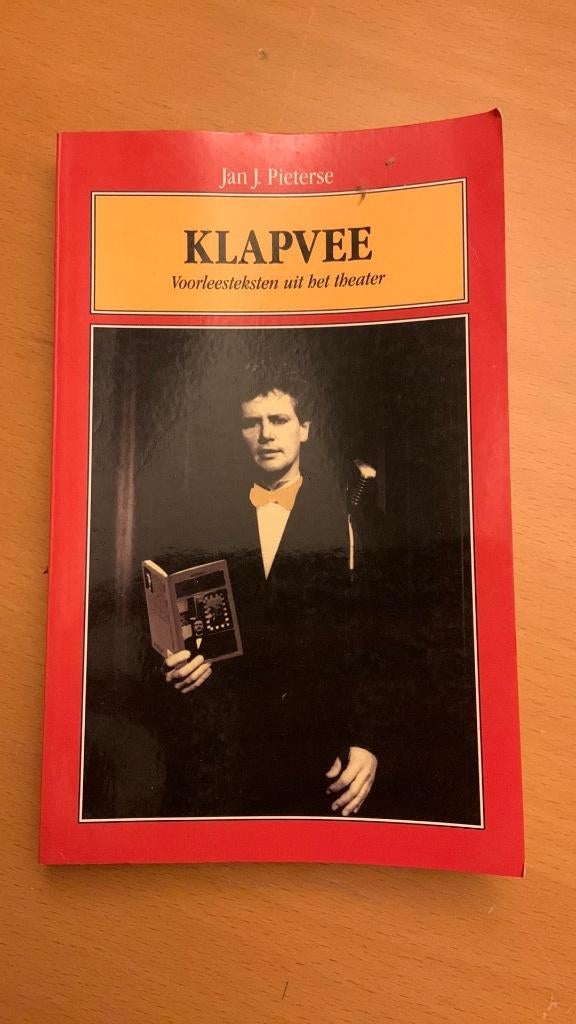 Jan J. Pieterse
KLAPVEE
Voorleesteksten uit het theater